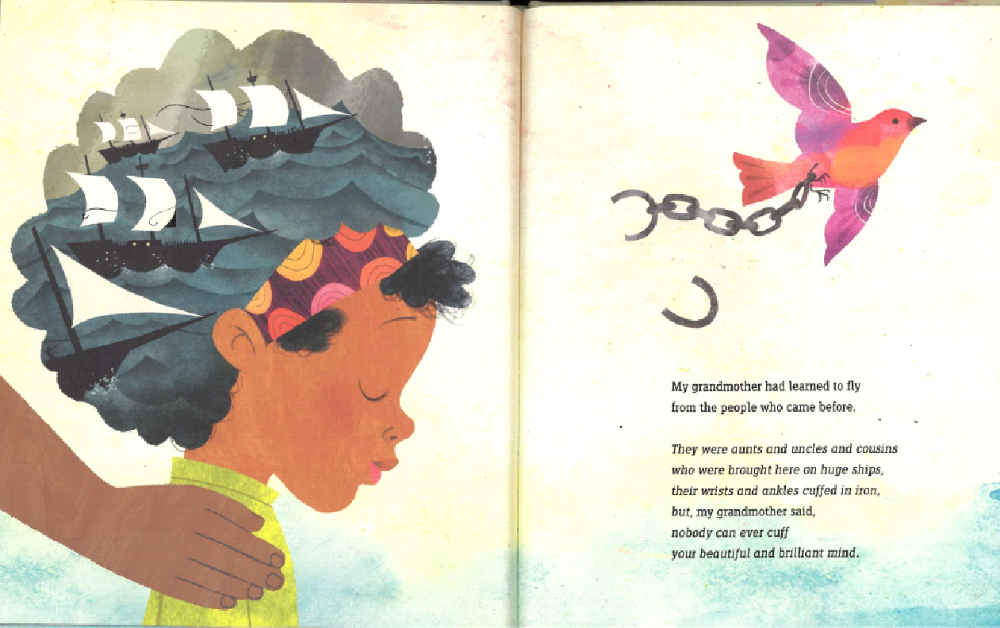 My grandmother had learned to fly
from the people who came before.
They were aunts and uncles and cousins
who were brought here on huge ships,
their wrists and ankles cuffed in iron,
but, my grandmother said,
nobody can ever cuff
your beautiful and brilliant mind.